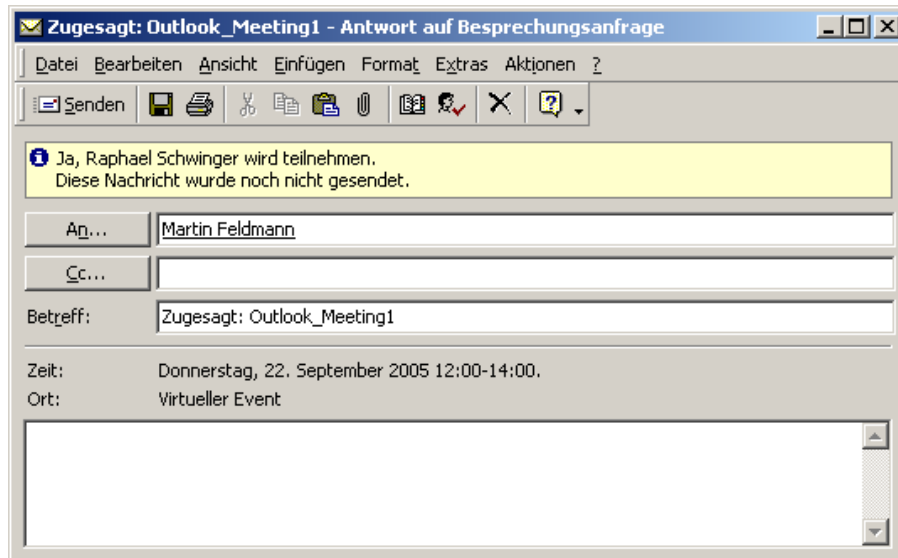 Zugesagt: Outlook_Meeting1 - Antwort auf Besprechungsanfrage
Datei Bearbeiten Ansicht Einfügen Format Extras Aktionen ?
Senden
Ja, Raphael Schwinger wird teilnehmen.
Diese Nachricht wurde noch nicht gesendet.
An... Martin Feldmann
Cc...
Betreff: Zugesagt: Outlook_Meeting1
Zeit: Donnerstag, 22. September 2005 12:00-14:00.
Ort: Virtueller Event